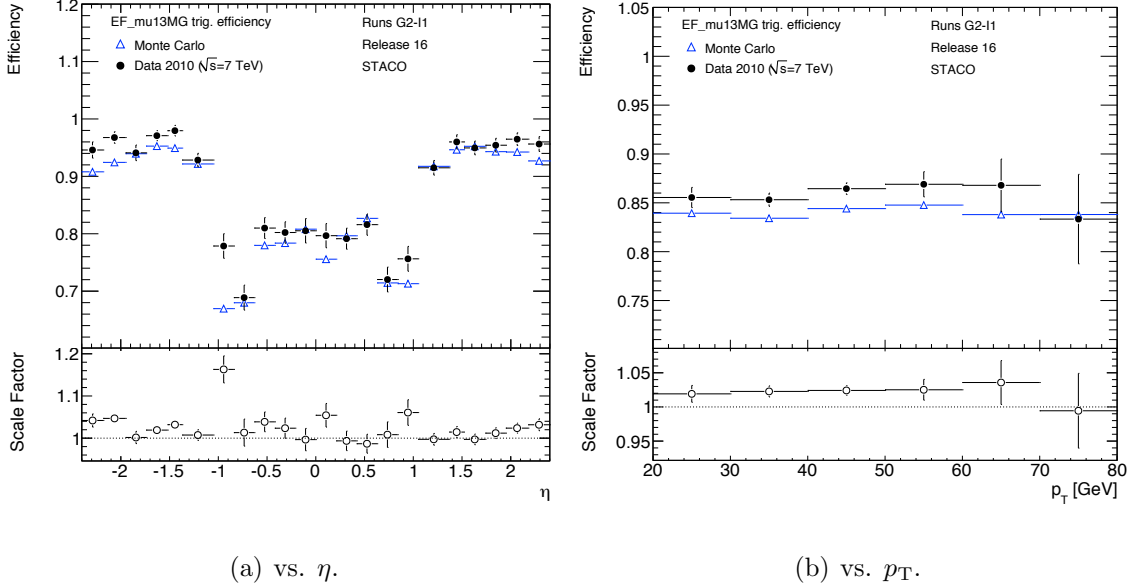 Efficiency
1.2
1.1
1
0.9
0.8
0.7
EF_mu13MG trig. efficiency
Monte Carlo
Data 2010 (√s=7 TeV)
Runs G2-I1
Release 16
STACO
Scale Factor
1.2
1.1
1
-2 -1.5 -1 -0.5 0 0.5 1 1.5 2
η
(a) vs. η.
Efficiency
1.05
1
0.95
0.9
0.85
0.8
0.75
EF_mu13MG trig. efficiency
Monte Carlo
Data 2010 (√s=7 TeV)
Runs G2-I1
Release 16
STACO
Scale Factor
1.05
1
0.95
20 30 40 50 60 70 80
p_T [GeV]
(b) vs. p_T.